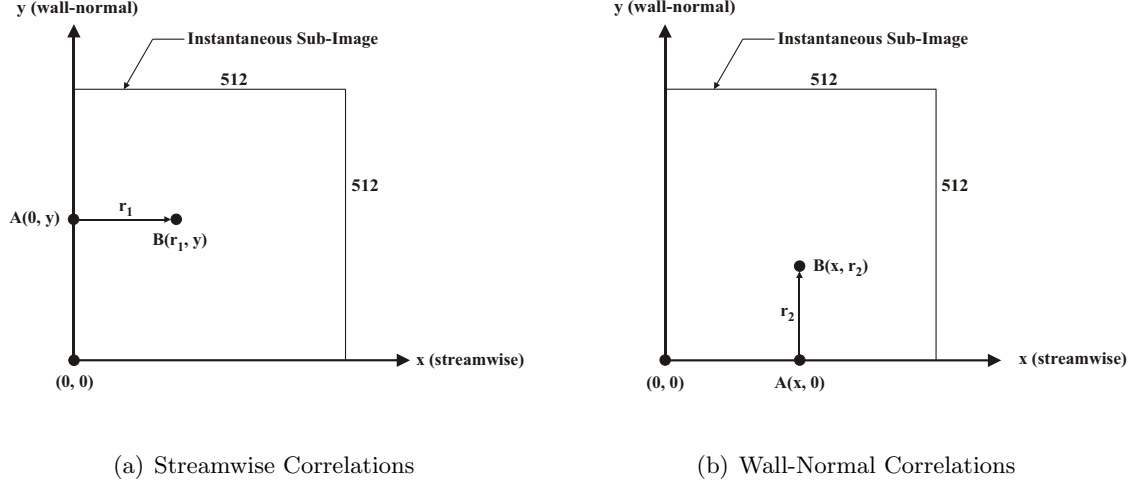 y (wall-normal)
Instantaneous Sub-Image
512
512
A(0, y)
r1
B(r1, y)
x (streamwise)
(0, 0)
(a) Streamwise Correlations
y (wall-normal)
Instantaneous Sub-Image
512
512
B(x, r2)
r2
x (streamwise)
(0, 0)
A(x, 0)
(b) Wall-Normal Correlations